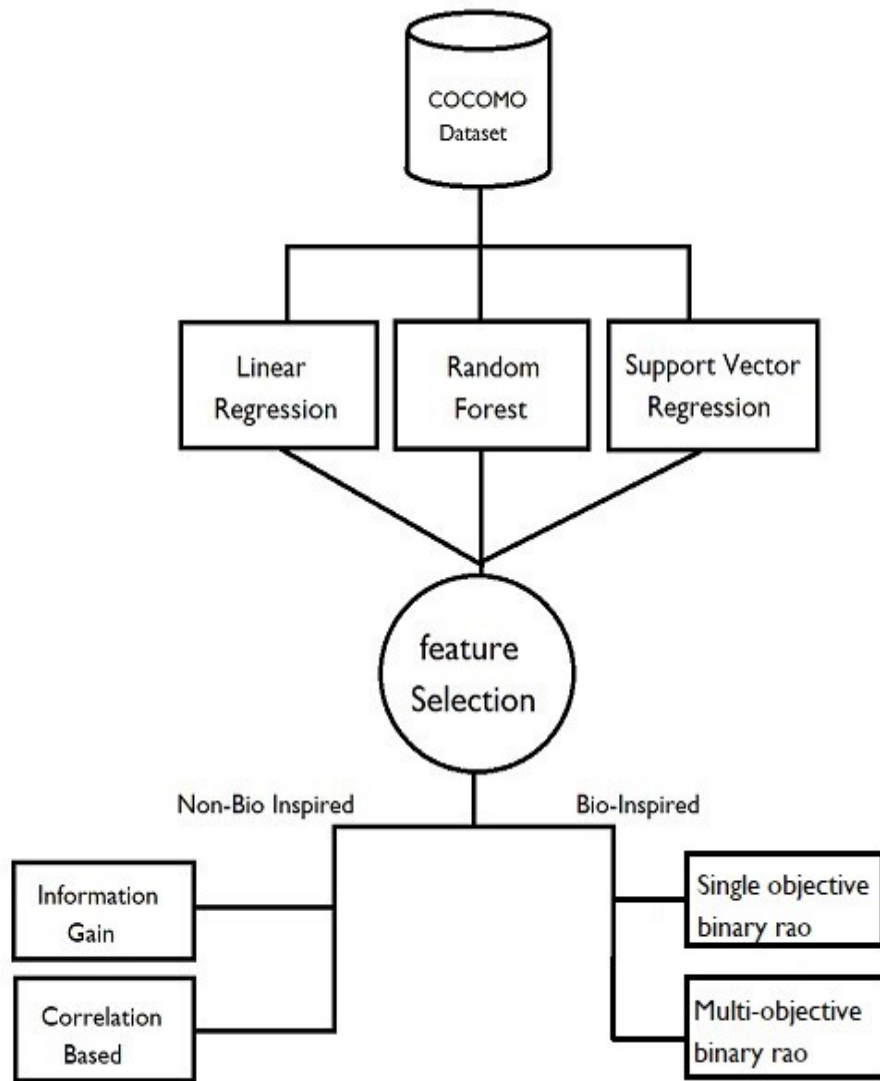 COCOMO
Dataset
Linear
Regression
Random
Forest
Support Vector
Regression
feature
Selection
Non-Bio Inspired
Bio-Inspired
Information
Gain
Correlation
Based
Single objective
binary rao
Multi-objective
binary rao